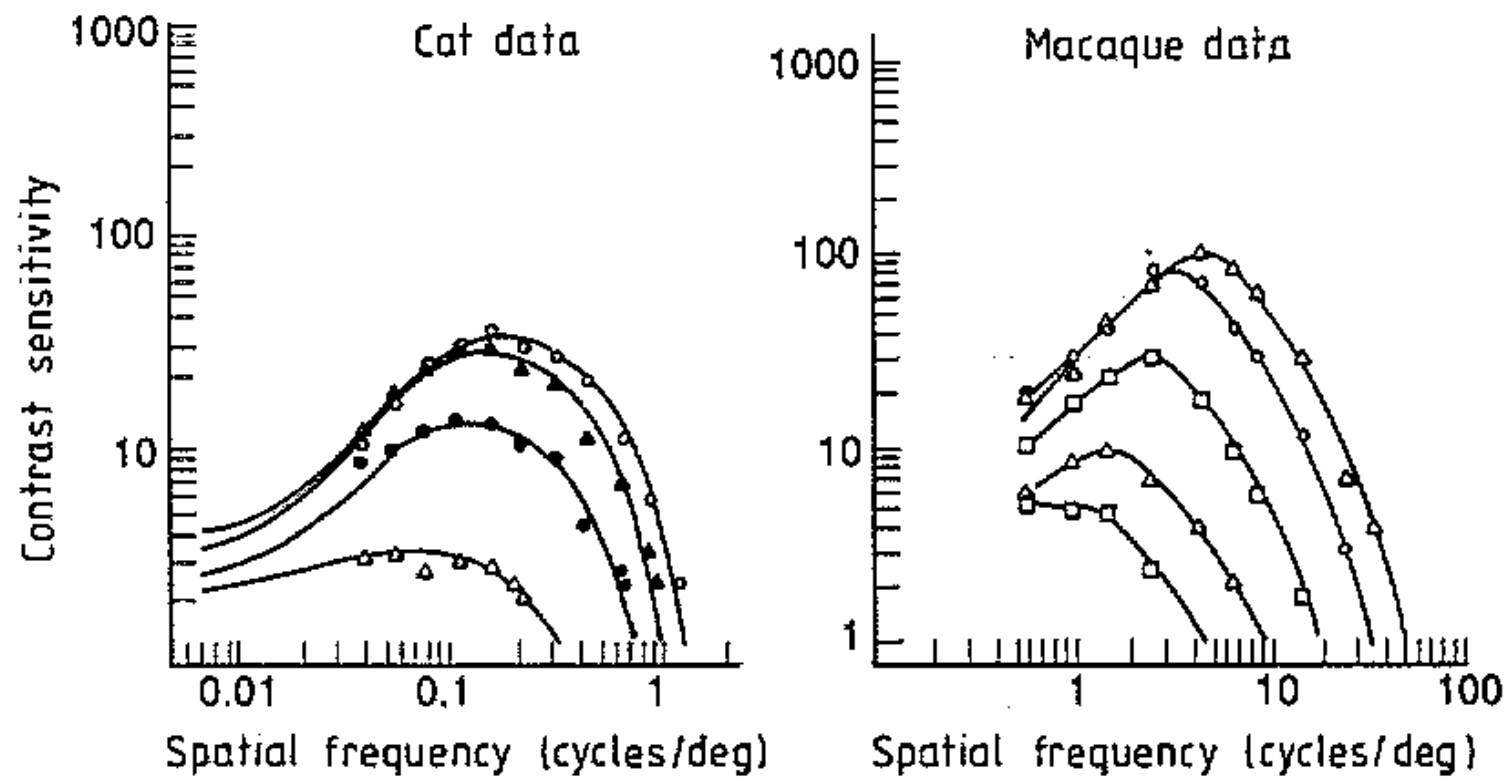 Cat data
1000
100
10
Contrast sensitivity
0.01 0.1 1
Spatial frequency (cycles/deg)
Macaque data
1000
100
10
1
1 10 100
Spatial frequency (cycles/deg)